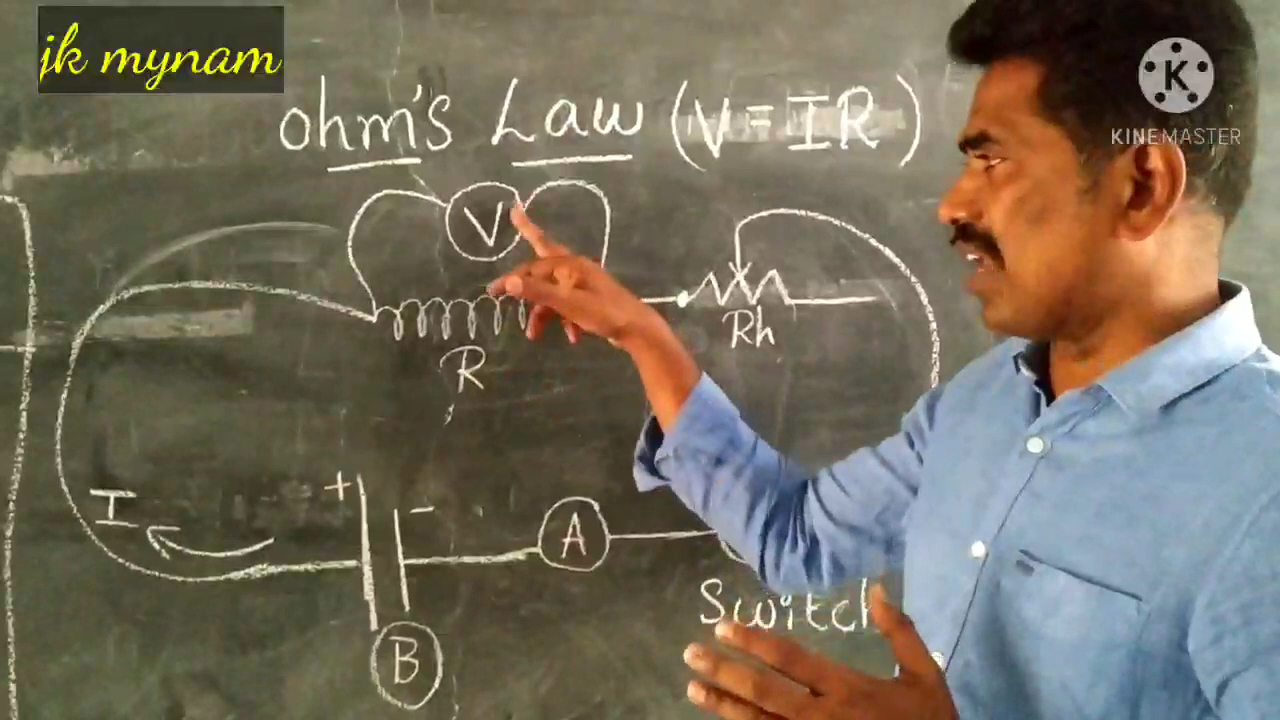 jk mynam
K
KINEMASTER
ohm's Law (V = IR)
V
R
Rh
I
+
-
A
B
Switch